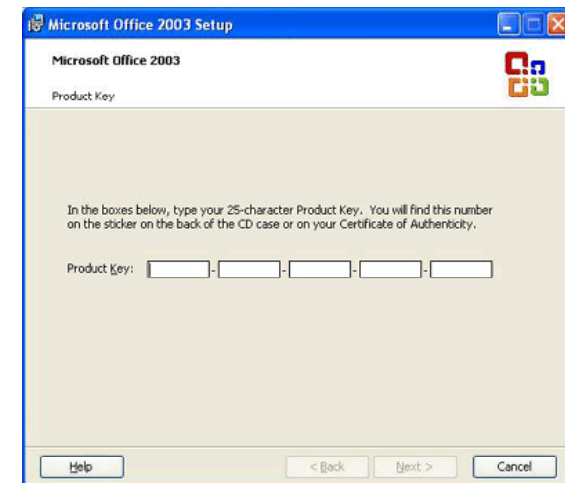 Microsoft Office 2003 Setup
Microsoft Office 2003
Product Key
In the boxes below, type your 25-character Product Key. You will find this number
on the sticker on the back of the CD case or on your Certificate of Authenticity.
Product Key: - - - -
Help < Back Next > Cancel